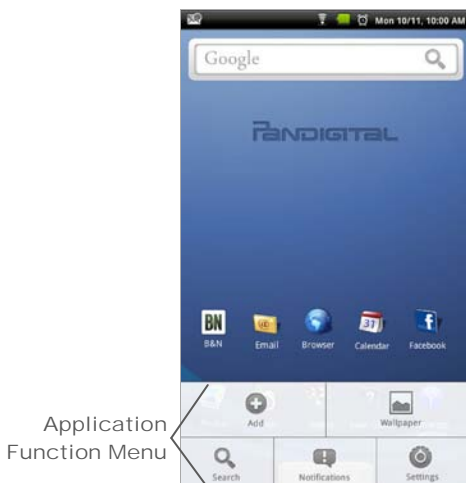 Mon 10/11, 10:00 AM
Google
PANDIGITAL
BN @ 31 f
B&N Email Browser Calendar Facebook
Application
Function Menu
Add Wallpaper
Search Notifications Settings